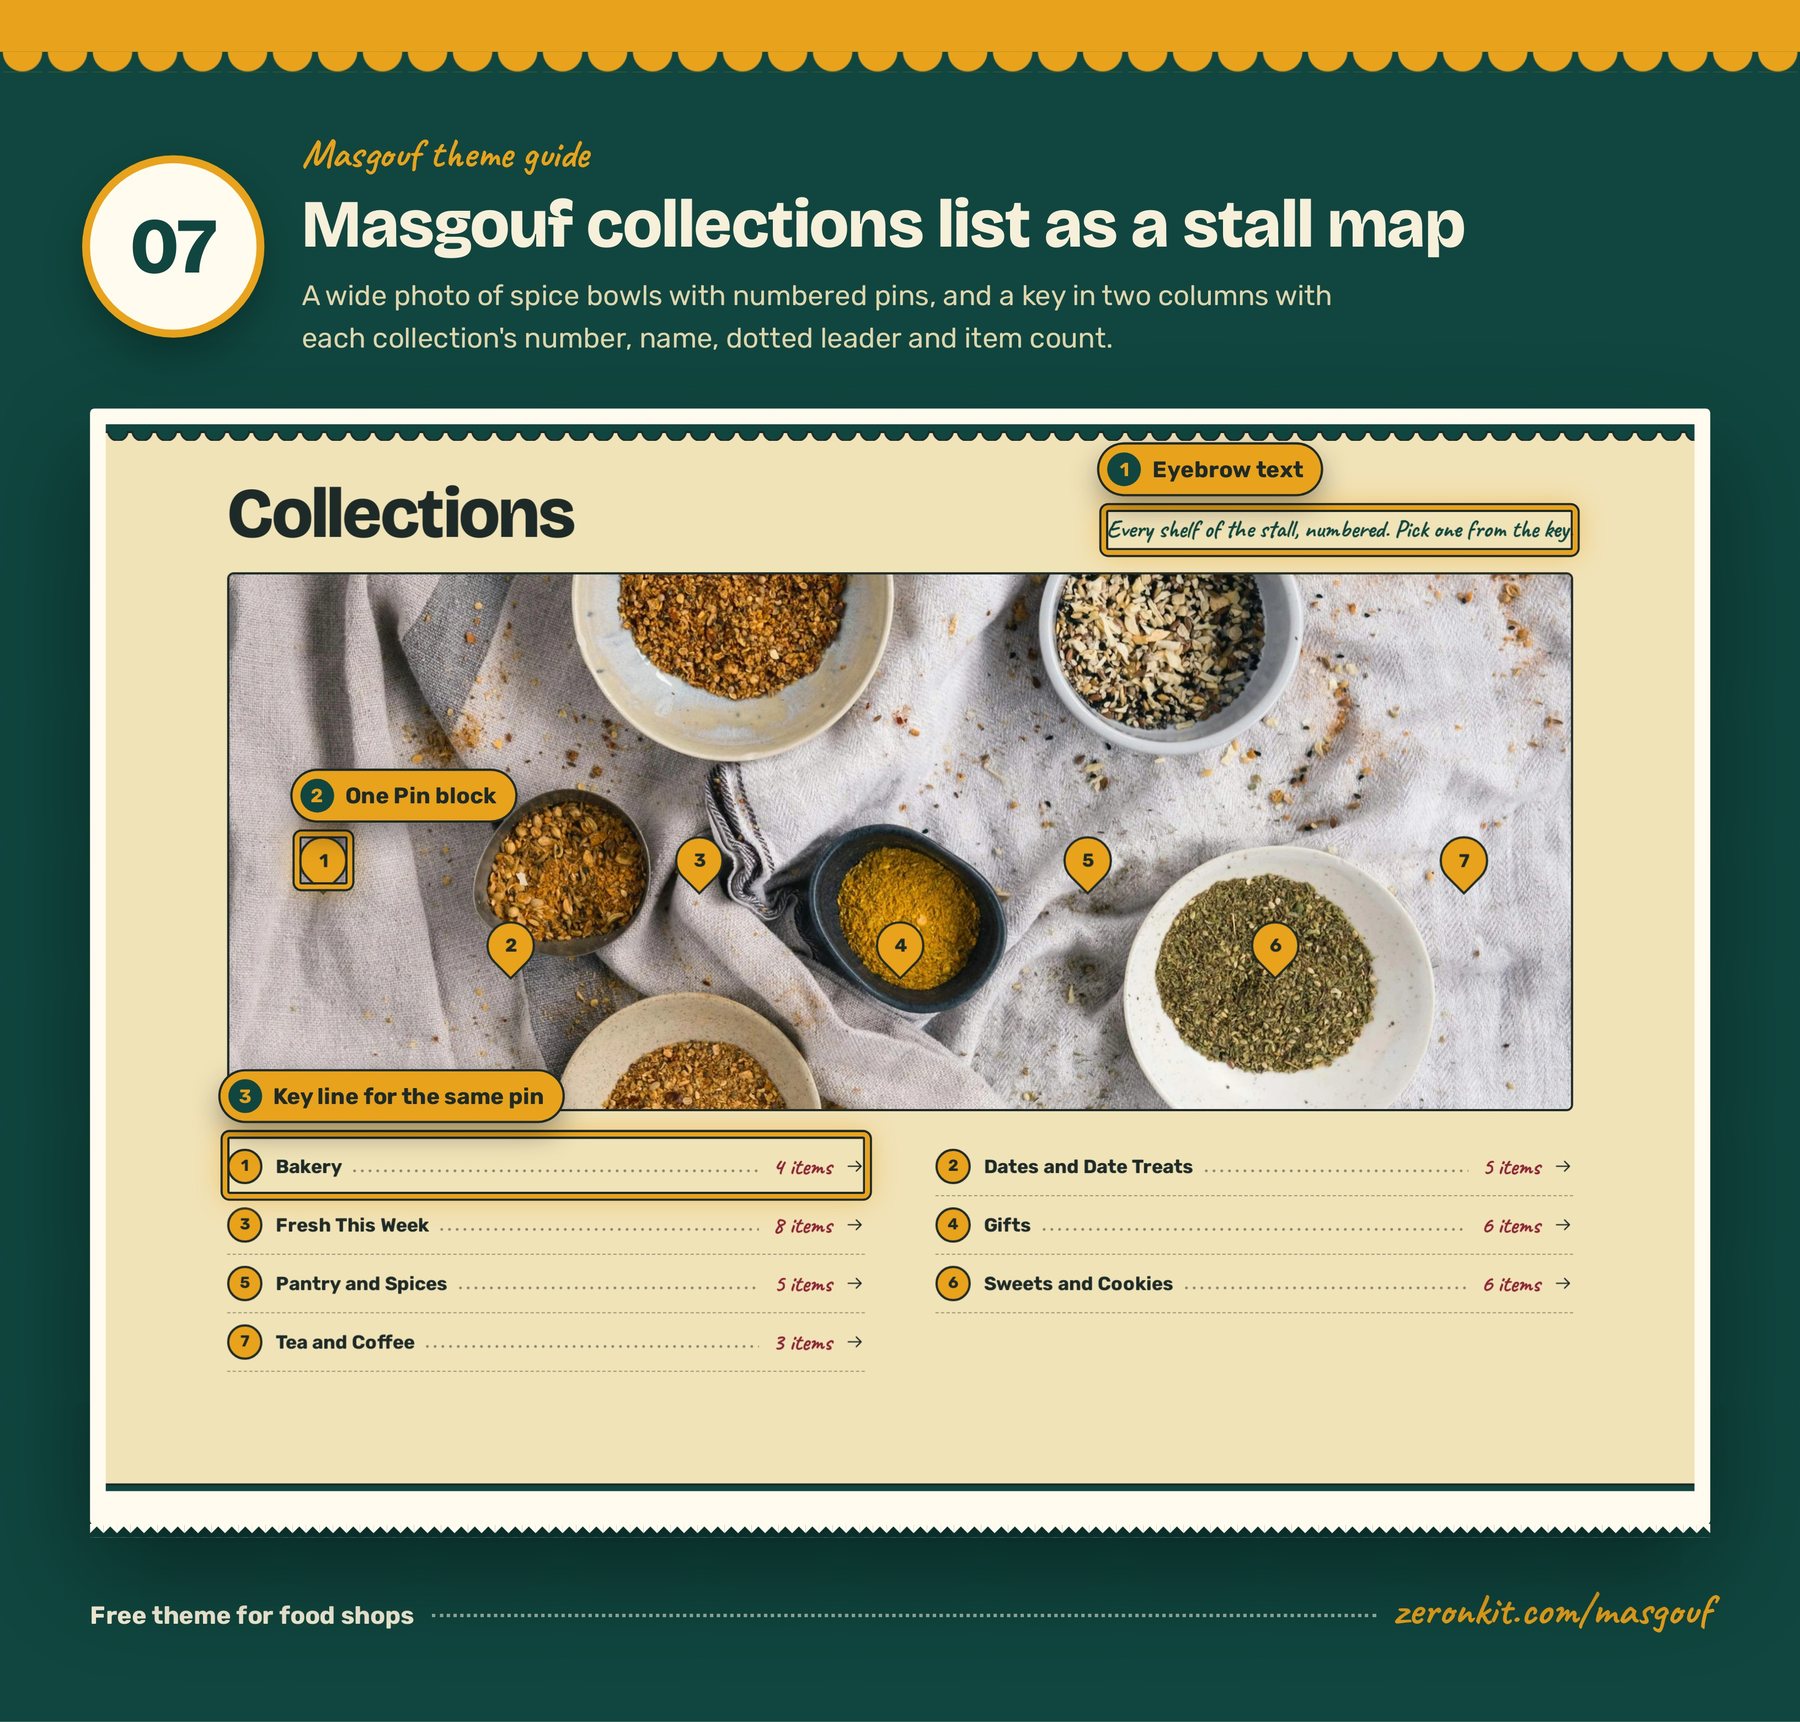 Masgouf theme guide
07
Masgouf collections list as a stall map
A wide photo of spice bowls with numbered pins, and a key in two columns with
each collection's number, name, dotted leader and item count.
1 Eyebrow text
Collections
Every shelf of the stall, numbered. Pick one from the key
2 One Pin block
1
3
5
7
2
4
6
3 Key line for the same pin
1 Bakery 4 items →
2 Dates and Date Treats 5 items →
3 Fresh This Week 8 items →
4 Gifts 6 items →
5 Pantry and Spices 5 items →
6 Sweets and Cookies 6 items →
7 Tea and Coffee 3 items →
Free theme for food shops
zeronkit.com/masgouf